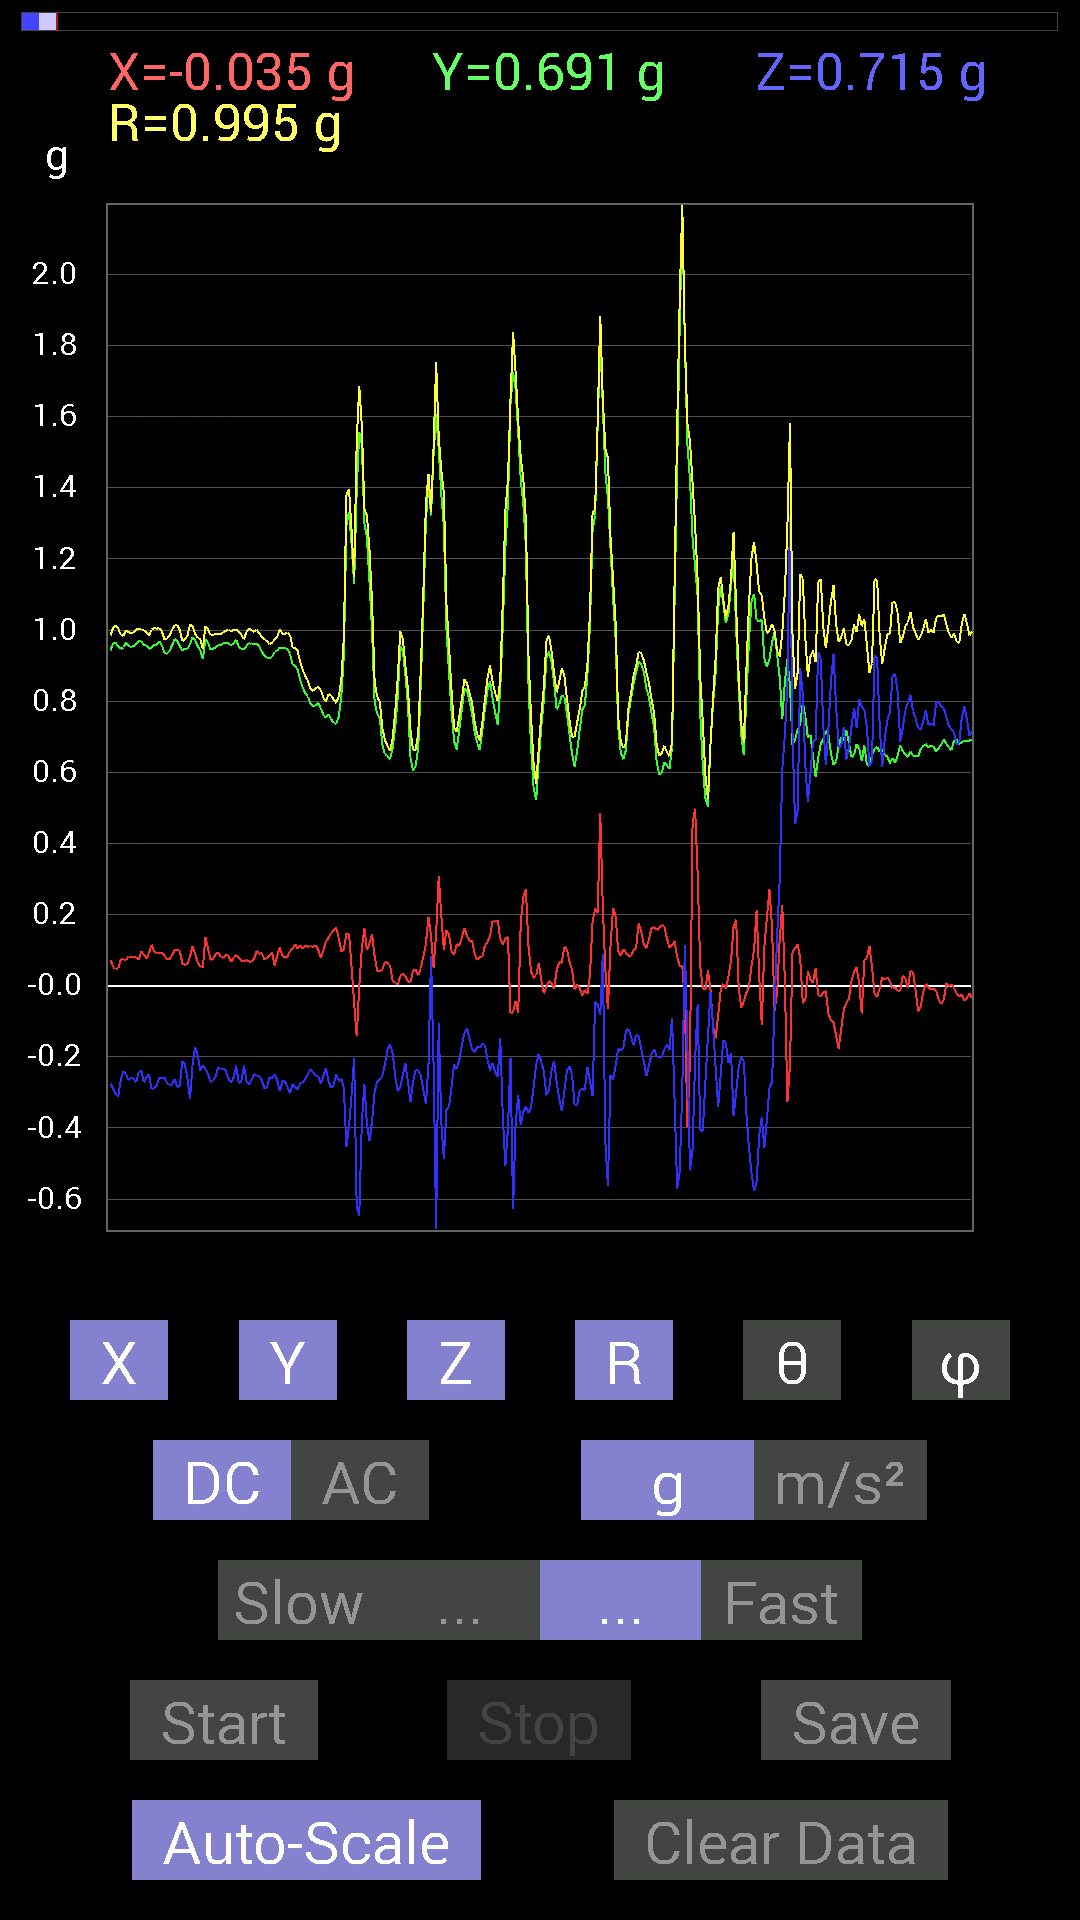 X=-0.035 g Y=0.691 g Z=0.715 g
R=0.995 g
g
2.0
1.8
1.6
1.4
1.2
1.0
0.8
0.6
0.4
0.2
-0.0
-0.2
-0.4
-0.6
X Y Z R θ φ
DC AC g m/s²
Slow ... ... Fast
Start Stop Save
Auto-Scale Clear Data